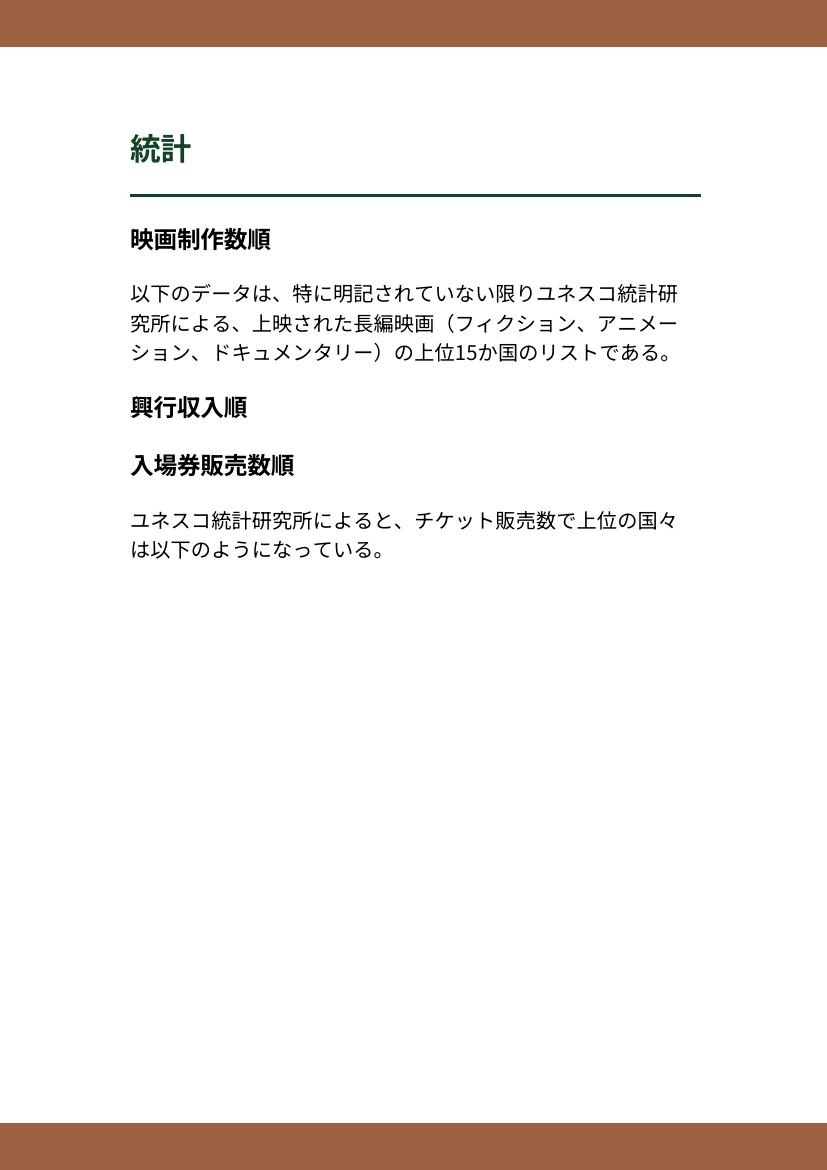 統計
映画制作数順
以下のデータは、特に明記されていない限りユネスコ統計研
究所による、上映された長編映画（フィクション、アニメー
ション、ドキュメンタリー）の上位15か国のリストである。
興行収入順
入場券販売数順
ユネスコ統計研究所によると、チケット販売数で上位の国々
は以下のようになっている。